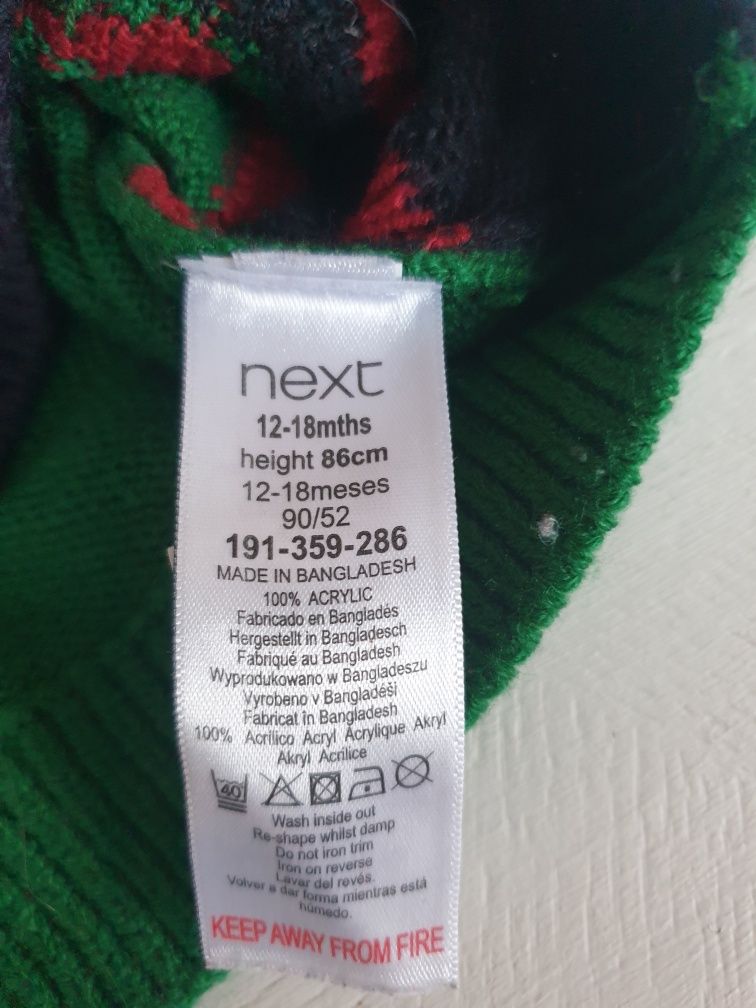 next
12-18mths
height 86cm
12-18meses
90/52
191-359-286
MADE IN BANGLADESH
100% ACRYLIC
Fabricado en Bangladés
Hergestellt in Bangladesch
Fabriqué au Bangladesh
Wyprodukowano w Bangladeszu
Vyrobeno v Bangladéši
Fabricat în Bangladesh
100% Acrílico Acryl Acrylique Akryl
Akryl Acrilice
40
Wash inside out
Re-shape whilst damp
Do not iron trim
Iron on reverse
Lavar del revés.
Volver a dar forma mientras está
húmedo.
KEEP AWAY FROM FIRE